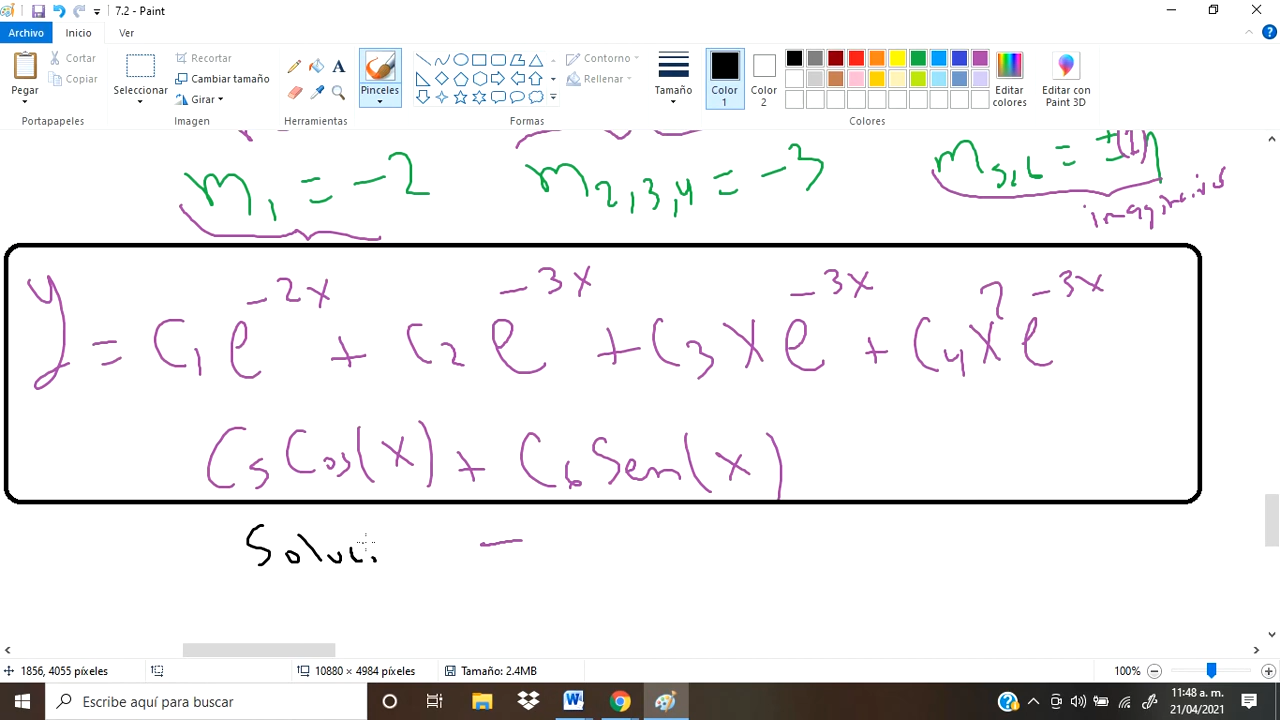 7.2 - Paint
Archivo Inicio Ver
Pegar
Cortar
Copiar
Portapapeles
Seleccionar
Recortar
Cambiar tamaño
Girar
Imagen
Herramientas
Pinceles
Formas
Contorno
Rellenar
Tamaño
Color 1
Color 2
Editar colores
Editar con Paint 3D
Colores
m₁ = -2 m₂,₃,₄ = -3 m₅,₆ = ±(1)
imaginarios
y = C₁e^-2x + C₂e^-3x + C₃xe^-3x + C₄x²e^-3x
C₅Cos(x) + C₆Sen(x)
Soluci
1856, 4055 píxeles 10880 × 4984 píxeles Tamaño: 2.4MB 100%
Escribe aquí para buscar
11:48 a. m.
21/04/2021